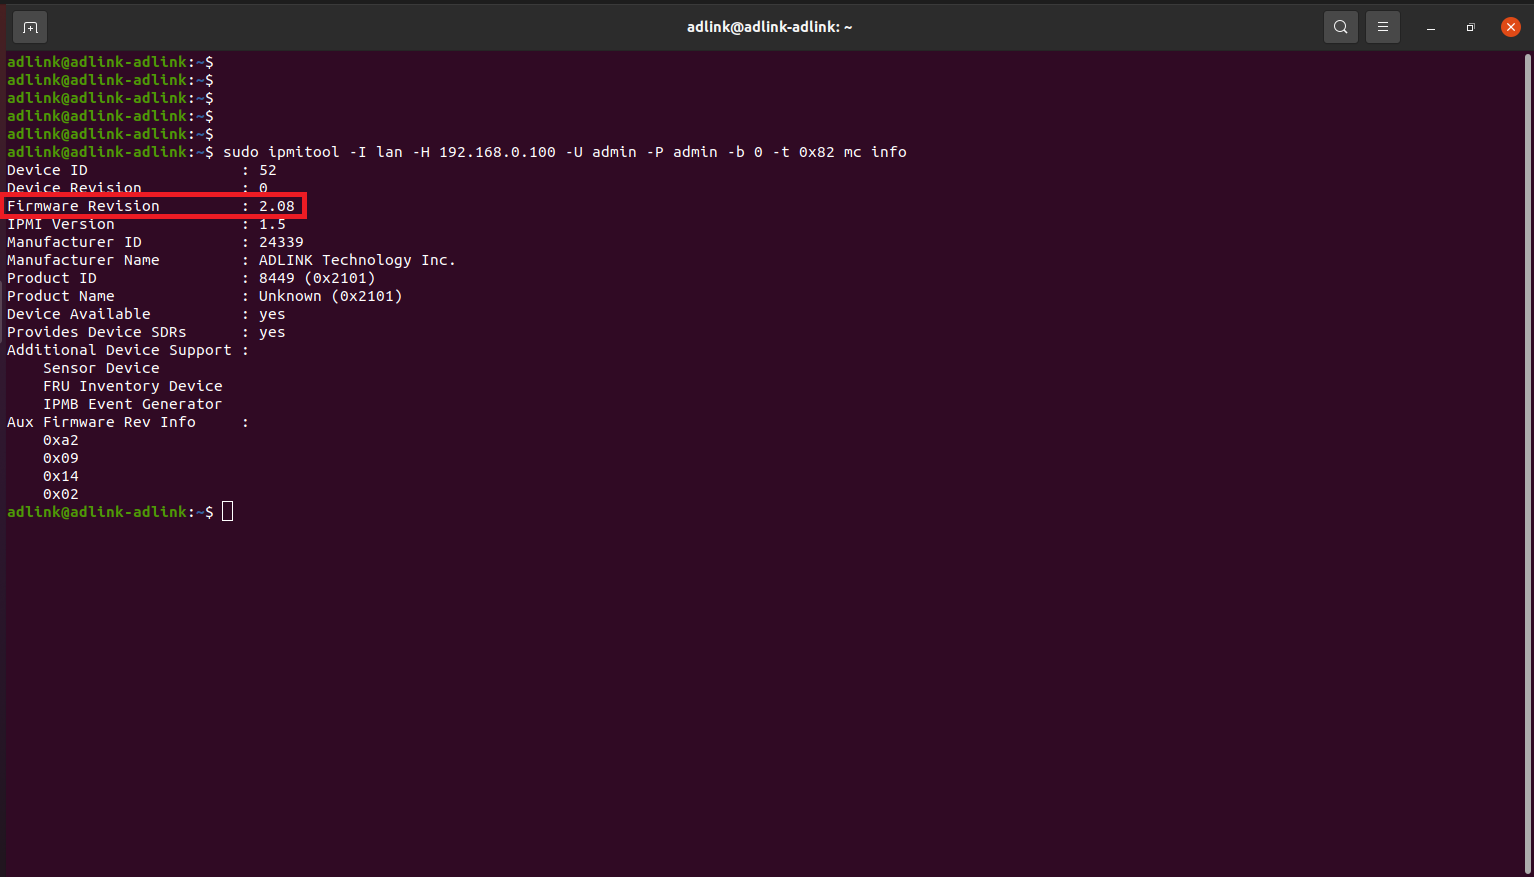 adlink@adlink-adlink: ~
adlink@adlink-adlink:~$
adlink@adlink-adlink:~$
adlink@adlink-adlink:~$
adlink@adlink-adlink:~$
adlink@adlink-adlink:~$
adlink@adlink-adlink:~$ sudo ipmitool -I lan -H 192.168.0.100 -U admin -P admin -b 0 -t 0x82 mc info
Device ID                 : 52
Device Revision           : 0
Firmware Revision         : 2.08
IPMI Version              : 1.5
Manufacturer ID           : 24339
Manufacturer Name         : ADLINK Technology Inc.
Product ID                : 8449 (0x2101)
Product Name              : Unknown (0x2101)
Device Available          : yes
Provides Device SDRs      : yes
Additional Device Support :
    Sensor Device
    FRU Inventory Device
    IPMB Event Generator
Aux Firmware Rev Info     :
    0xa2
    0x09
    0x14
    0x02
adlink@adlink-adlink:~$